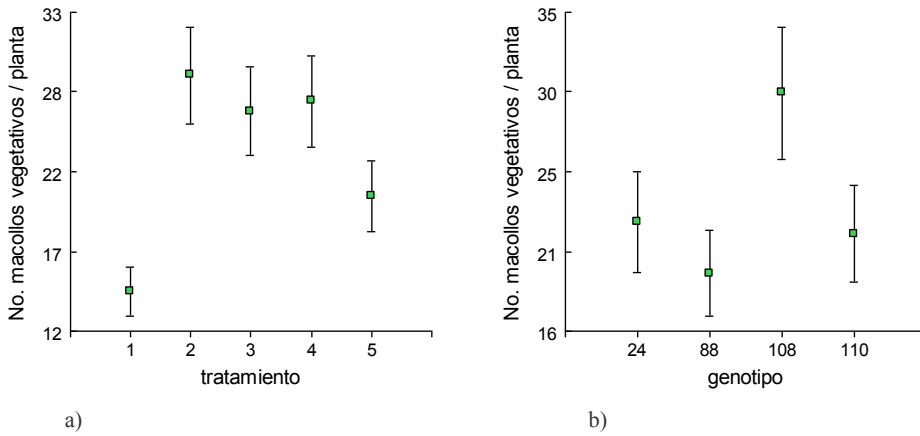 No. macollos vegetativos / planta
33
28
22
17
12
1 2 3 4 5
tratamiento
a)
No. macollos vegetativos / planta
35
30
25
21
16
24 88 108 110
genotipo
b)